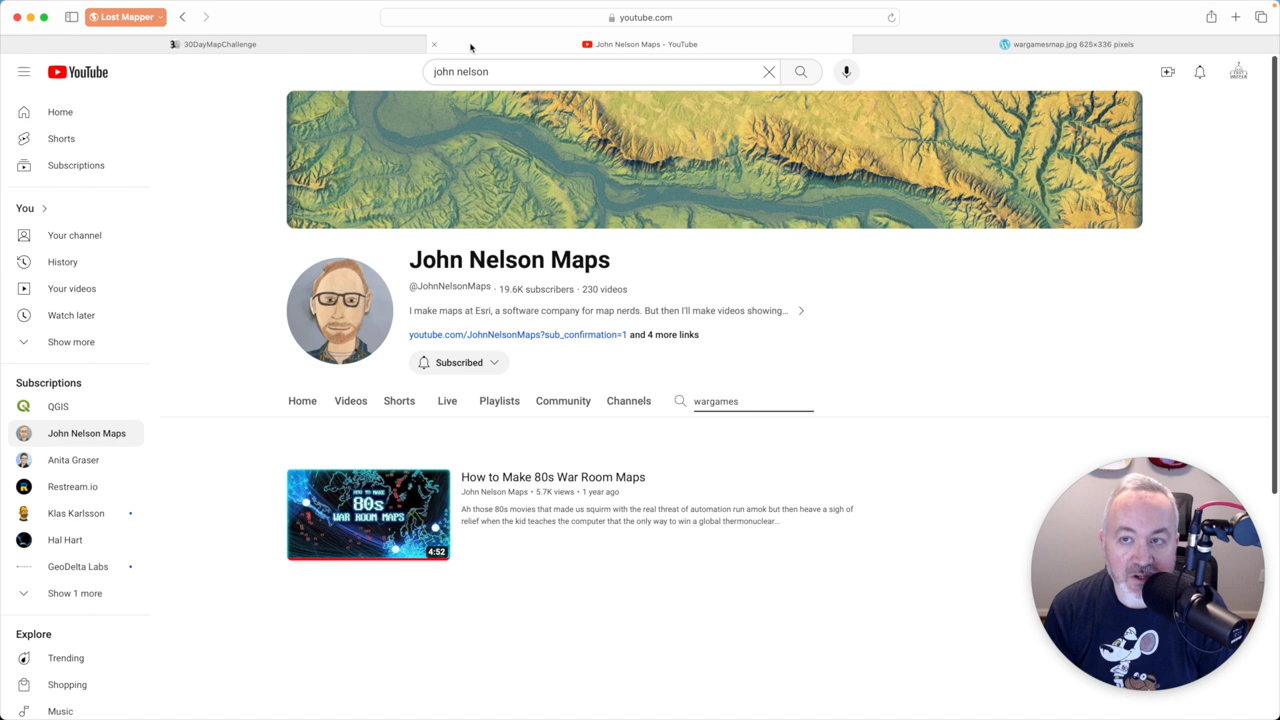 Lost Mapper
youtube.com
30DayMapChallenge
John Nelson Maps - YouTube
wargamesmap.jpg 625×336 pixels
YouTube
john nelson
Home
Shorts
Subscriptions
You
Your channel
History
Your videos
Watch later
Show more
Subscriptions
QGIS
John Nelson Maps
Anita Graser
Restream.io
Klas Karlsson
Hal Hart
GeoDelta Labs
Show 1 more
Explore
Trending
Shopping
Music
John Nelson Maps
@JohnNelsonMaps . 19.6K subscribers · 230 videos
I make maps at Esri, a software company for map nerds. But then I'll make videos showing...
youtube.com/JohnNelsonMaps?sub_confirmation=1 and 4 more links
Subscribed
Home Videos Shorts Live Playlists Community Channels wargames
HOW TO MAKE
80s
WAR ROOM MAPS
4:52
How to Make 80s War Room Maps
John Nelson Maps • 5.7K views • 1 year ago
Ah those 80s movies that made us squirm with the real threat of automation run amok but then heave a sigh of
relief when the kid teaches the computer that the only way to win a global thermonuclear...